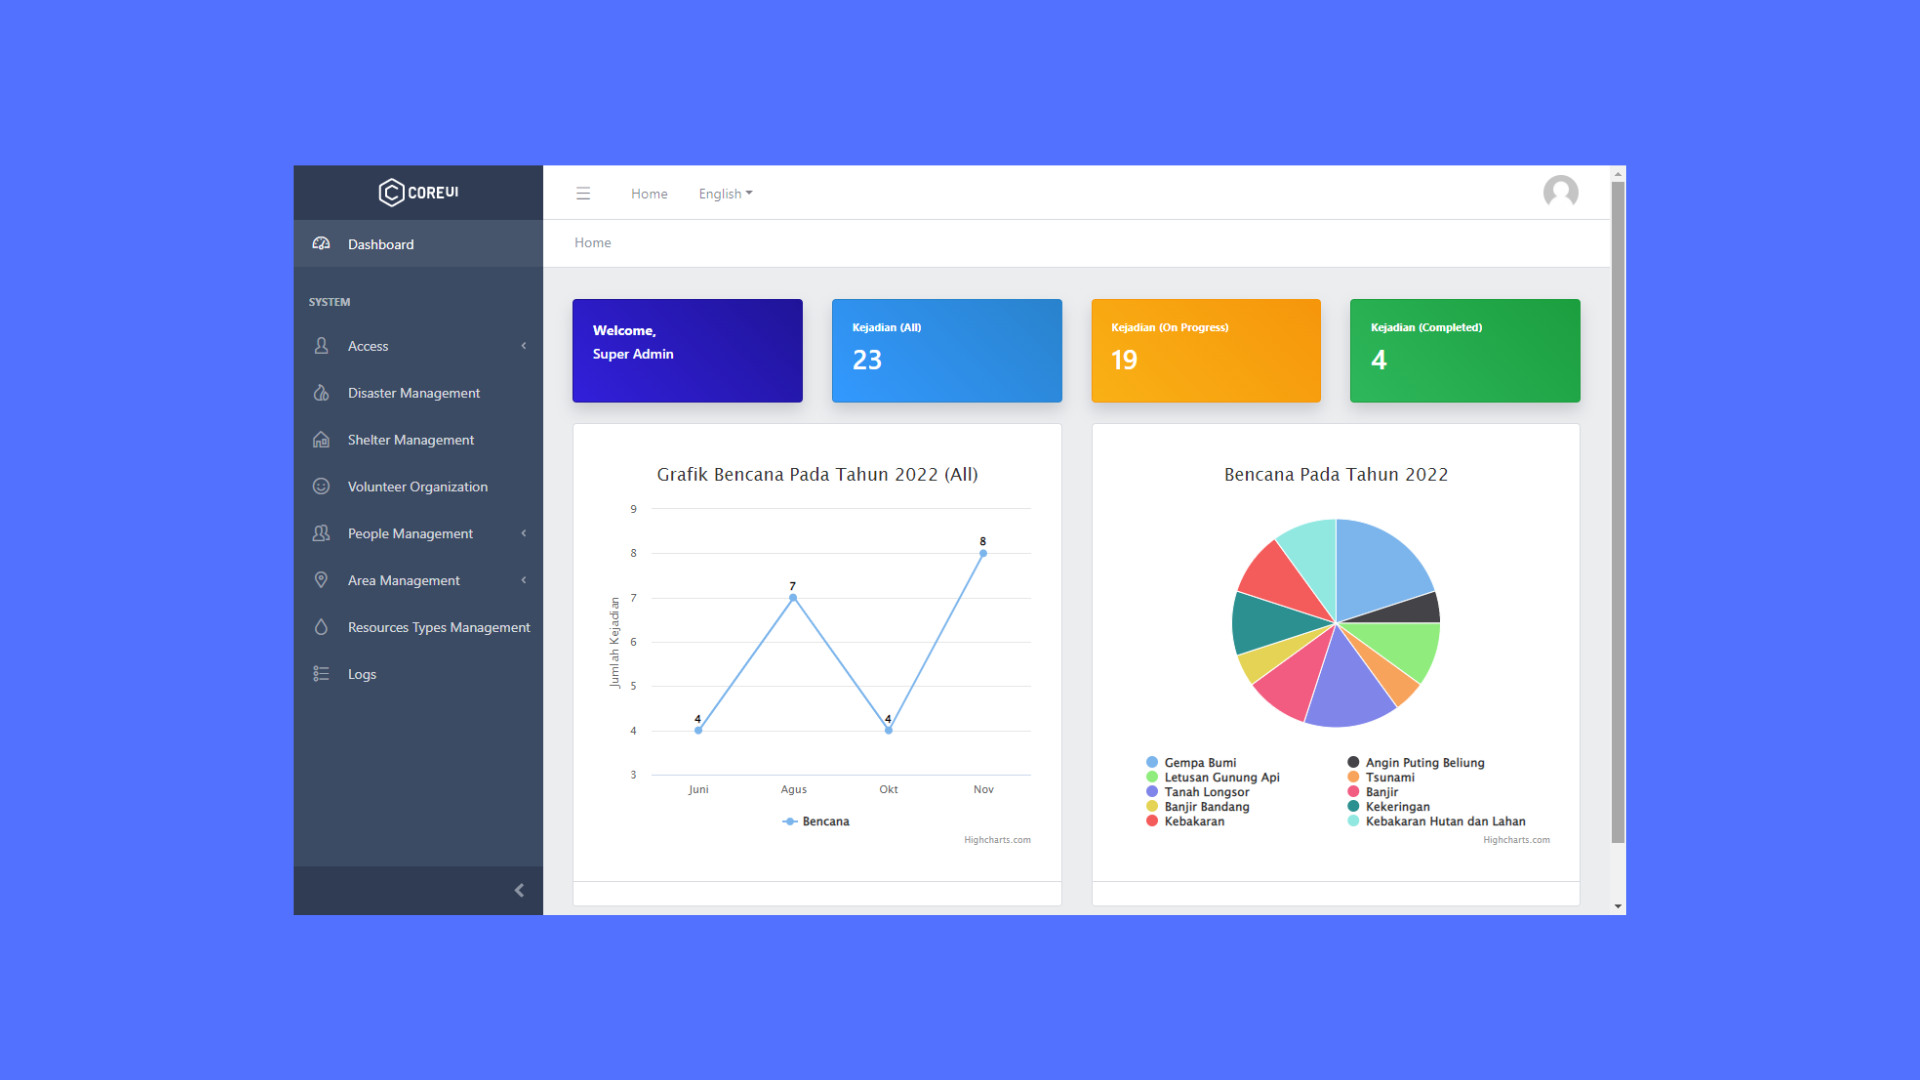 COREUI
Home
English
Dashboard
Home
SYSTEM
Access
Disaster Management
Shelter Management
Volunteer Organization
People Management
Area Management
Resources Types Management
Logs
Welcome,
Super Admin
Kejadian (All)
23
Kejadian (On Progress)
19
Kejadian (Completed)
4
Grafik Bencana Pada Tahun 2022 (All)
Jumlah Kejadian
9
8
7
6
5
4
3
4
7
4
8
Juni
Agus
Okt
Nov
Bencana
Highcharts.com
Bencana Pada Tahun 2022
Gempa Bumi
Angin Puting Beliung
Letusan Gunung Api
Tsunami
Tanah Longsor
Banjir
Banjir Bandang
Kekeringan
Kebakaran
Kebakaran Hutan dan Lahan
Highcharts.com